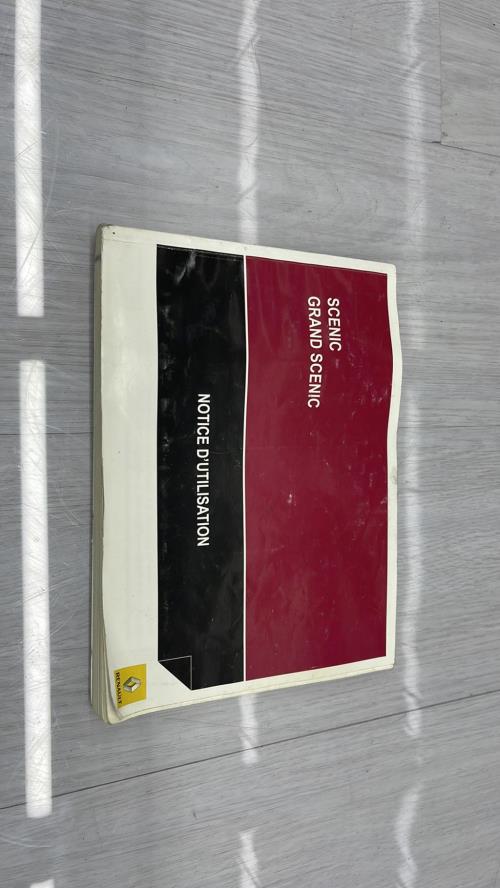 SCENIC
GRAND SCENIC
NOTICE D'UTILISATION
RENAULT